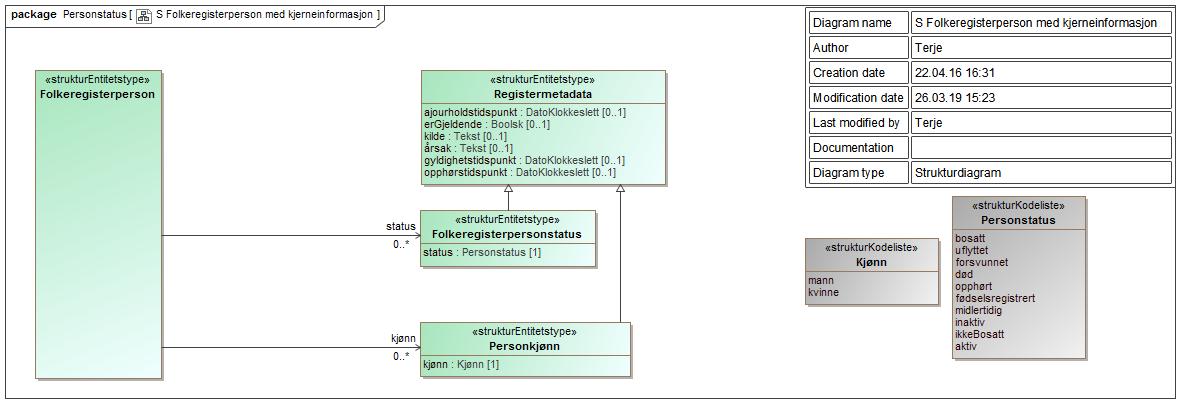 package Personstatus [ S Folkeregisterperson med kjerneinformasjon ]
Diagram name S Folkeregisterperson med kjerneinformasjon
Author Terje
Creation date 22.04.16 16:31
Modification date 26.03.19 15:23
Last modified by Terje
Documentation
Diagram type Strukturdiagram
«strukturEntitetstype»
Folkeregisterperson
«strukturEntitetstype»
Registermetadata
ajourholdstidspunkt : DatoKlokkeslett [0..1]
erGjeldende : Boolsk [0..1]
kilde : Tekst [0..1]
årsak : Tekst [0..1]
gyldighetstidspunkt : DatoKlokkeslett [0..1]
opphørstidspunkt : DatoKlokkeslett [0..1]
status
0..*
«strukturEntitetstype»
Folkeregisterpersonstatus
status : Personstatus [1]
kjønn
0..*
«strukturEntitetstype»
Personkjønn
kjønn : Kjønn [1]
«strukturKodeliste»
Kjønn
mann
kvinne
«strukturKodeliste»
Personstatus
bosatt
uflyttet
forsvunnet
død
opphørt
fødselsregistrert
midlertidig
inaktiv
ikkeBosatt
aktiv